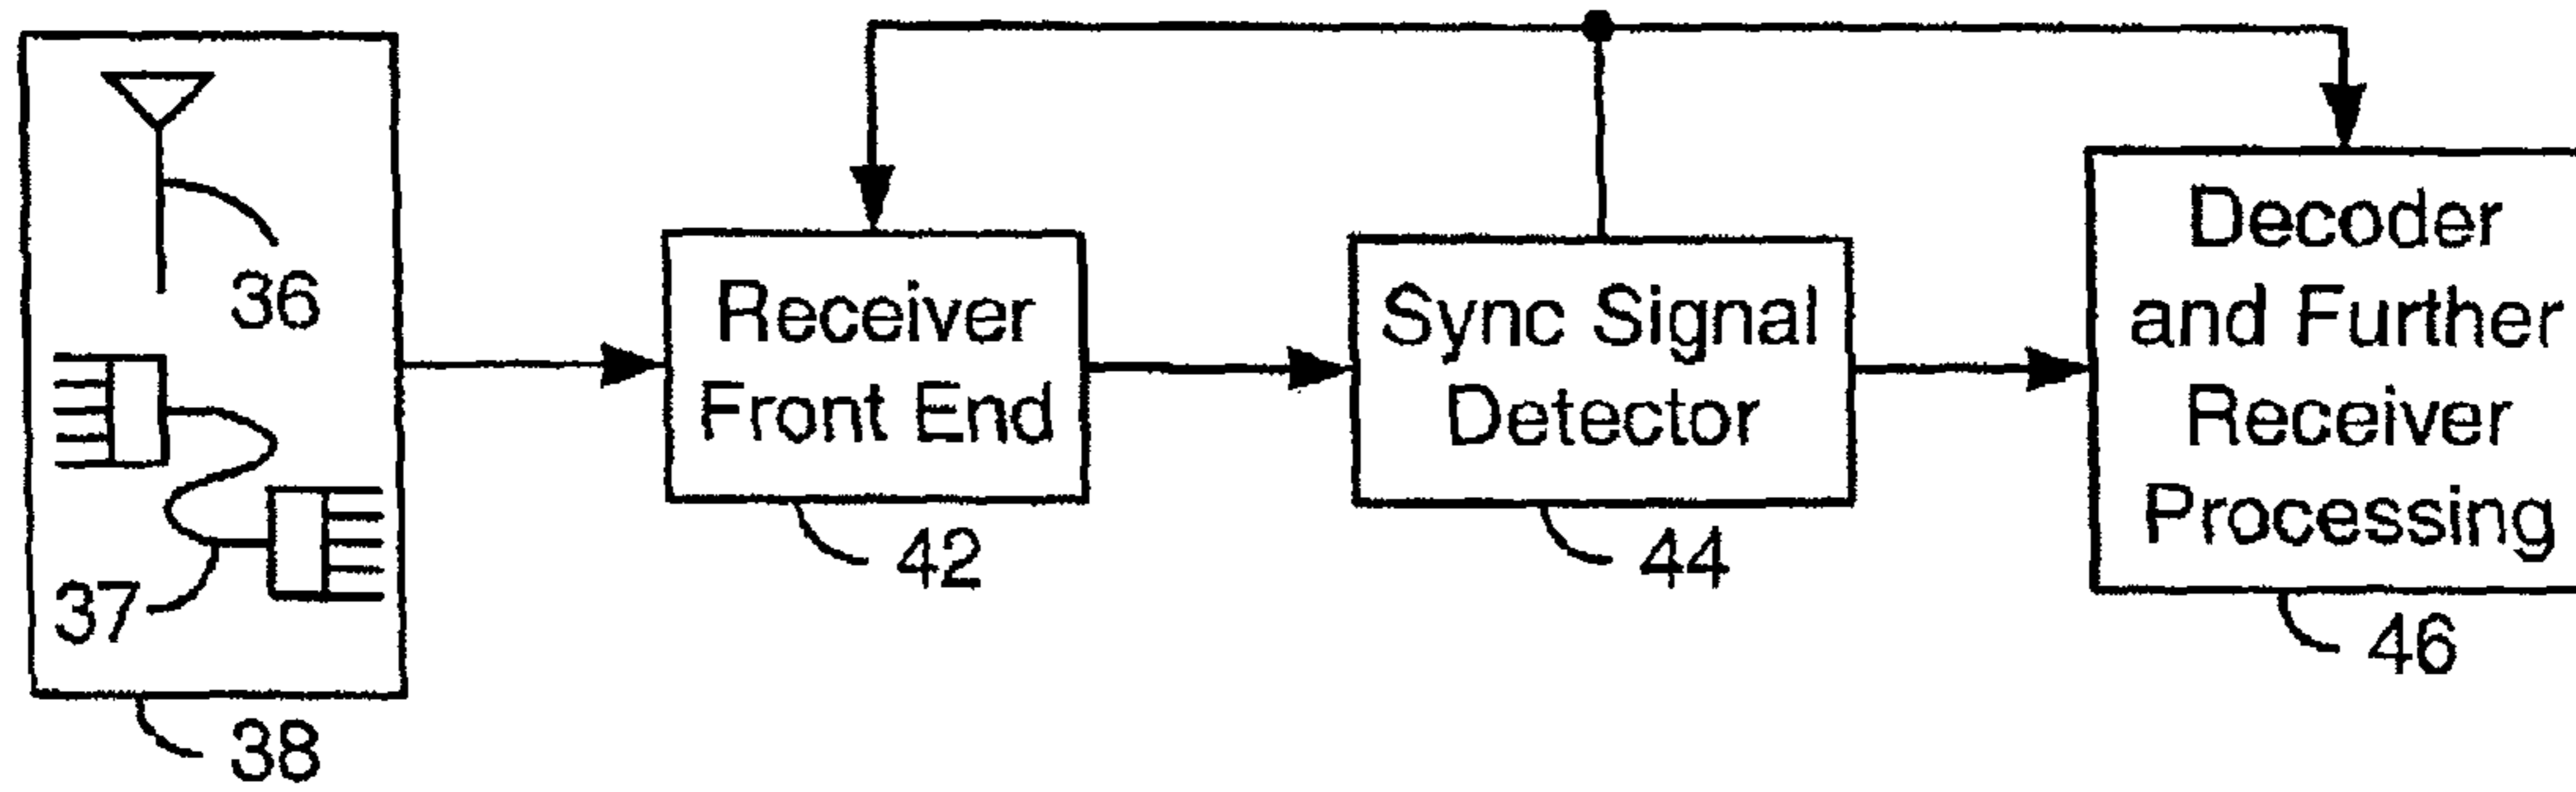 36
37
38
Receiver
Front End
42
Sync Signal
Detector
44
Decoder
and Further
Receiver
Processing
46